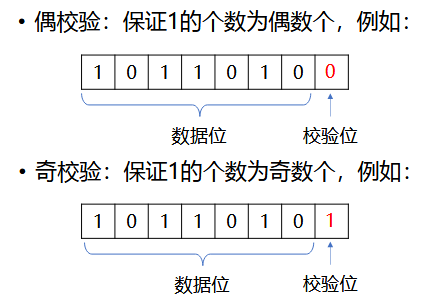 • 偶校验：保证1的个数为偶数个，例如：
1 0 1 1 0 1 0 0
数据位 校验位
• 奇校验：保证1的个数为奇数个，例如：
1 0 1 1 0 1 0 1
数据位 校验位